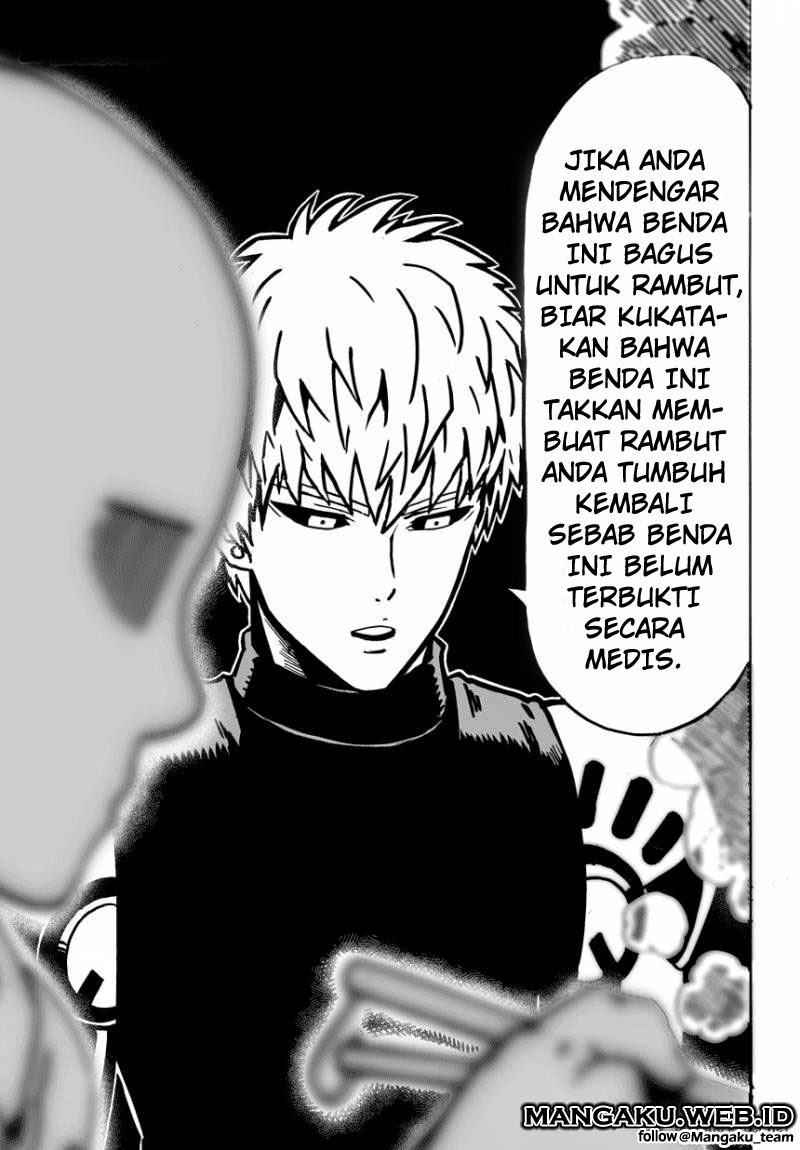 JIKA ANDA
MENDENGAR
BAHWA BENDA
INI BAGUS
UNTUK RAMBUT,
BIAR KUKATA-
KAN BAHWA
BENDA INI
TAKKAN MEM-
BUAT RAMBUT
ANDA TUMBUH
KEMBALI
SEBAB BENDA
INI BELUM
TERBUKTI
SECARA
MEDIS.
MANGAKU.WEB.ID
follow @Mangaku_team